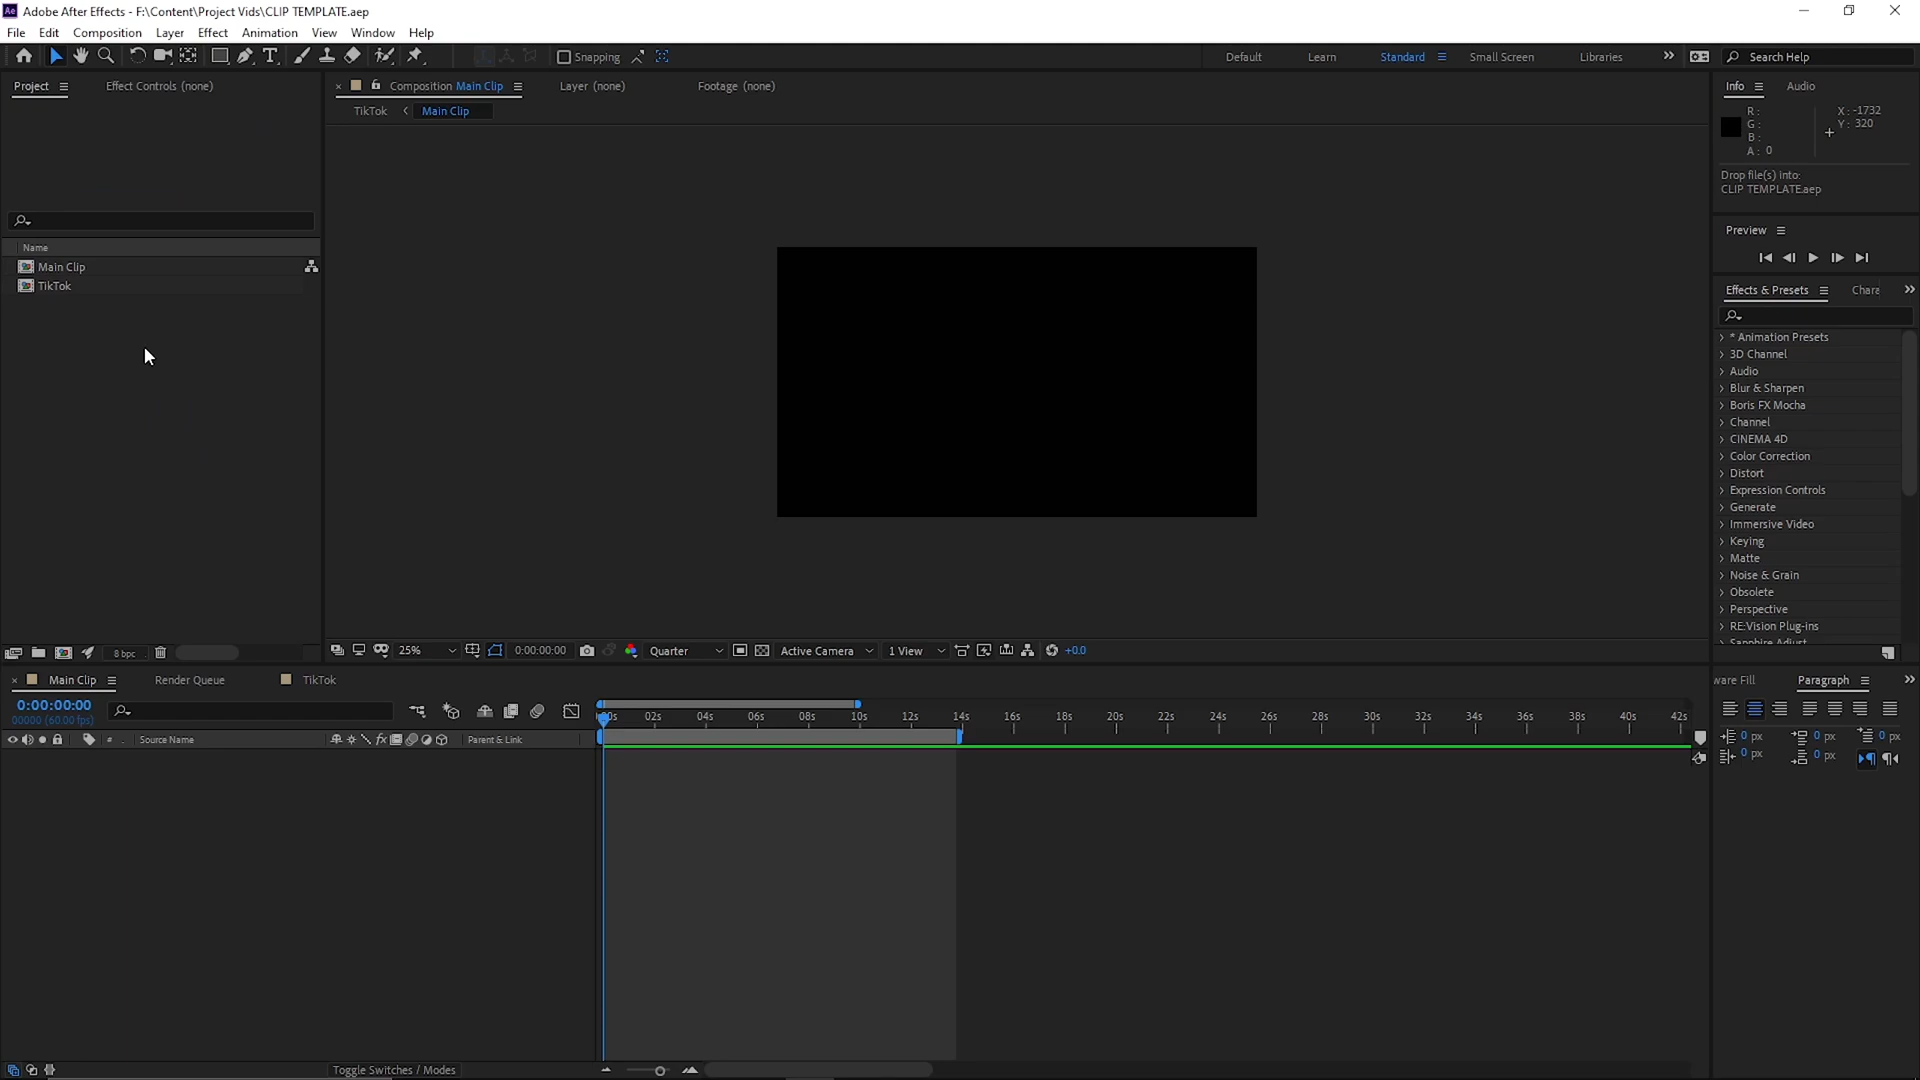 Adobe After Effects - F:\Content\Project Vids\CLIP TEMPLATE.aep
File Edit Composition Layer Effect Animation View Window Help
Snapping Default Learn Standard Small Screen Libraries Search Help
Project Effect Controls (none) Composition Main Clip Layer (none) Footage (none) Info Audio
TikTok Main Clip
R:
G:
B:
A: 0
X: -1732
Y: 320
Drop file(s) into:
CLIP TEMPLATE.aep
Name
Main Clip
TikTok
Preview
Effects & Presets Chara
* Animation Presets
3D Channel
Audio
Blur & Sharpen
Boris FX Mocha
Channel
CINEMA 4D
Color Correction
Distort
Expression Controls
Generate
Immersive Video
Keying
Matte
Noise & Grain
Obsolete
Perspective
RE:Vision Plug-ins
Sapphire Adjust
8 bpc
25% 0:00:00:00 Quarter Active Camera 1 View +0.0
Main Clip Render Queue TikTok
ware Fill Paragraph
0:00:00:00
00000 (60.00 fps)
02s 04s 06s 08s 10s 12s 14s 16s 18s 20s 22s 24s 26s 28s 30s 32s 34s 36s 38s 40s 42s
# Source Name fx Parent & Link
0 px 0 px 0 px
0 px 0 px
Toggle Switches / Modes